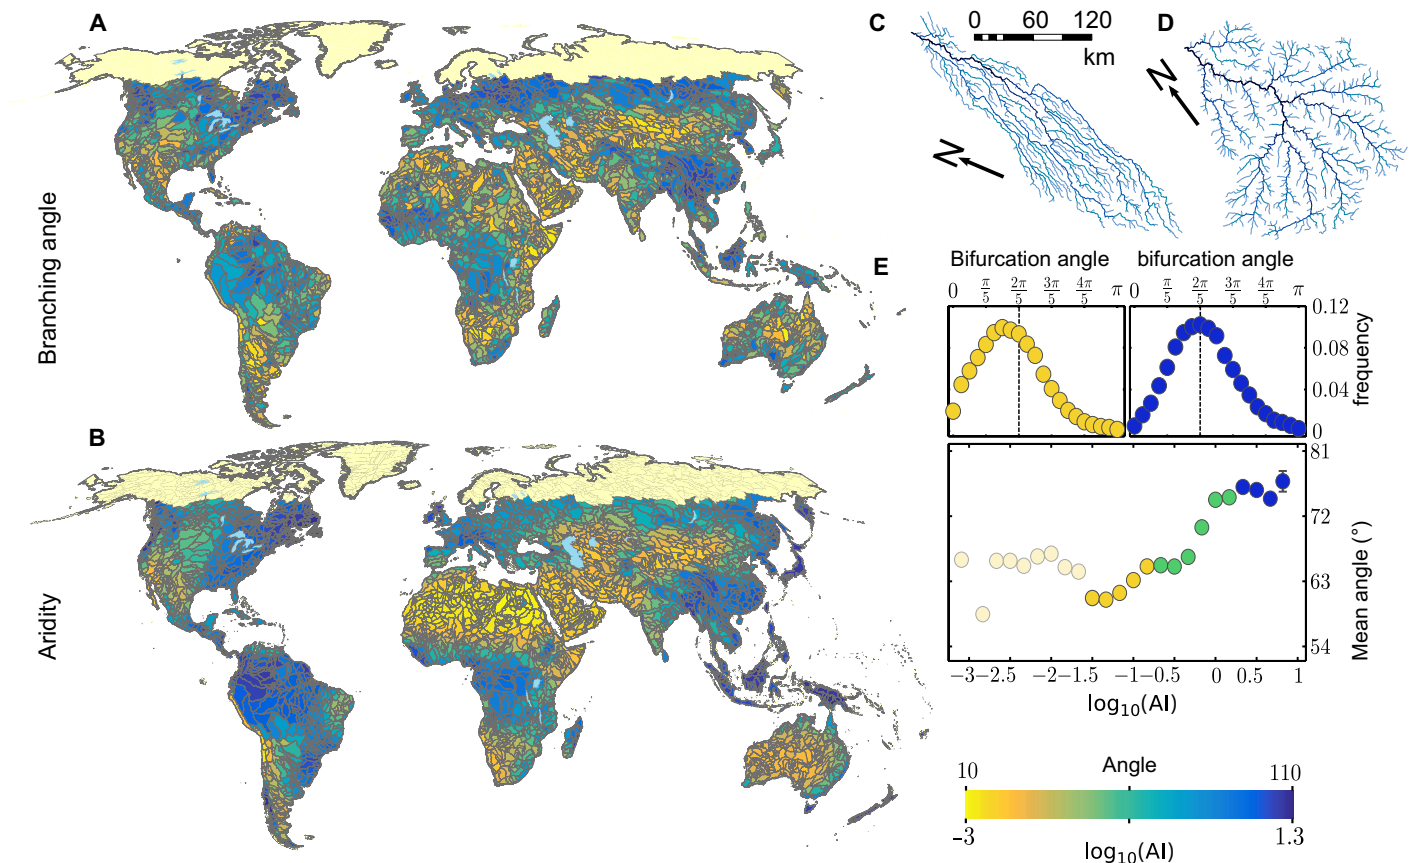 A
Branching angle
B
Aridity
C
0 60 120
km
N
D
N
E
Bifurcation angle
0 π/5 2π/5 3π/5 4π/5 π
bifurcation angle
0 π/5 2π/5 3π/5 4π/5 π
0.12
0.08
0.04
0
frequency
81
72
63
54
Mean angle (°)
−3 −2.5 −2 −1.5 −1 −0.5 0 0.5 1
log10(AI)
Angle
10 110
−3 1.3
log10(AI)